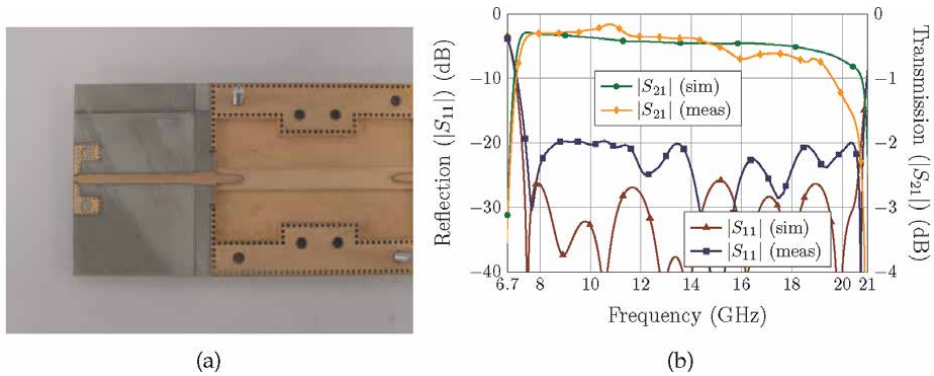 0
−10
−20
−30
−40
Reflection (|S11|) (dB)
0
−1
−2
−3
−4
Transmission (|S21|) (dB)
|S21| (sim)
|S21| (meas)
|S11| (sim)
|S11| (meas)
6.7 8 10 12 14 16 18 20 21
Frequency (GHz)
(a)
(b)